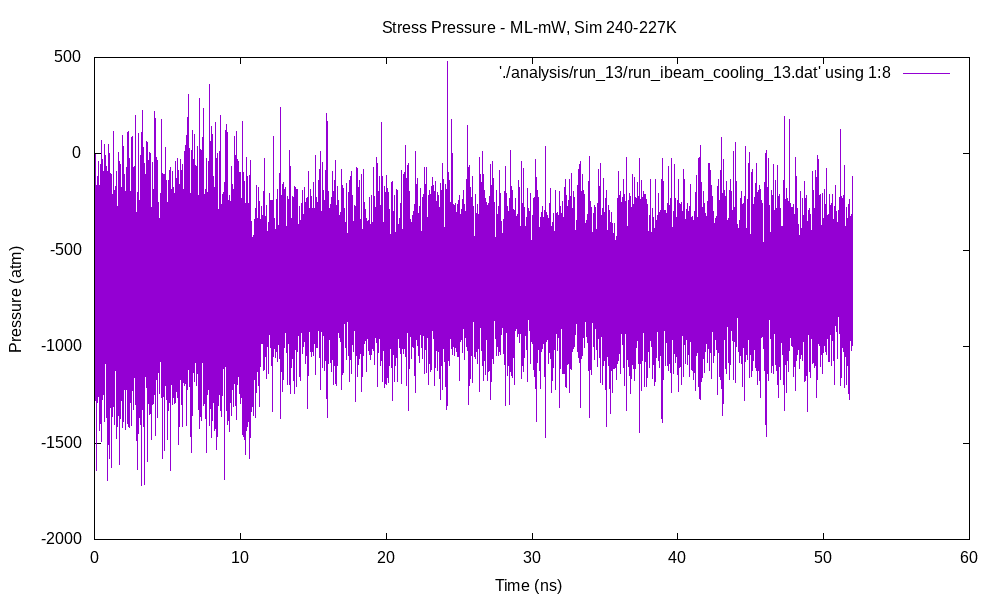 Stress Pressure - ML-mW, Sim 240-227K
'./analysis/run_13/run_ibeam_cooling_13.dat' using 1:8
500
0
-500
-1000
-1500
-2000
Pressure (atm)
0 10 20 30 40 50 60
Time (ns)